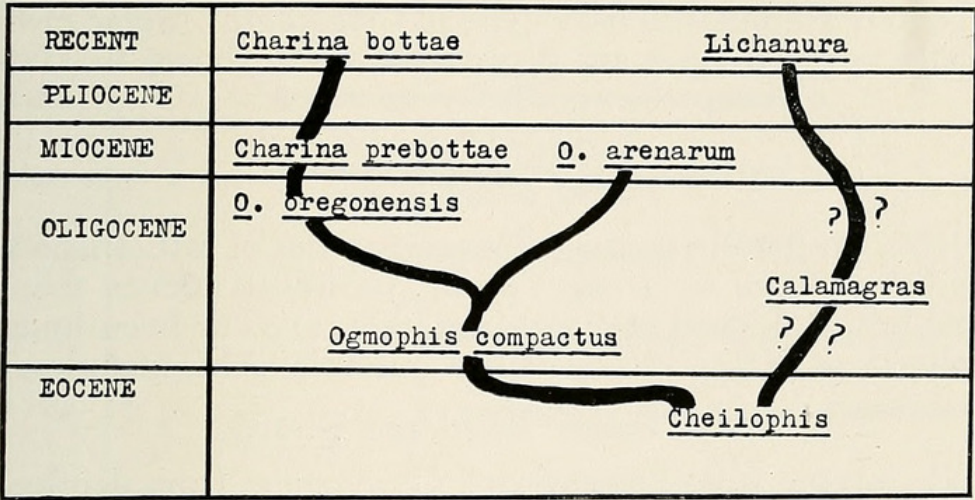 RECENT Charina bottae Lichanura
PLIOCENE
MIOCENE Charina prebottae O. arenarum
O. oregonensis
OLIGOCENE ? ?
Calamagras
Ogmophis compactus ? ?
EOCENE
Cheilophis